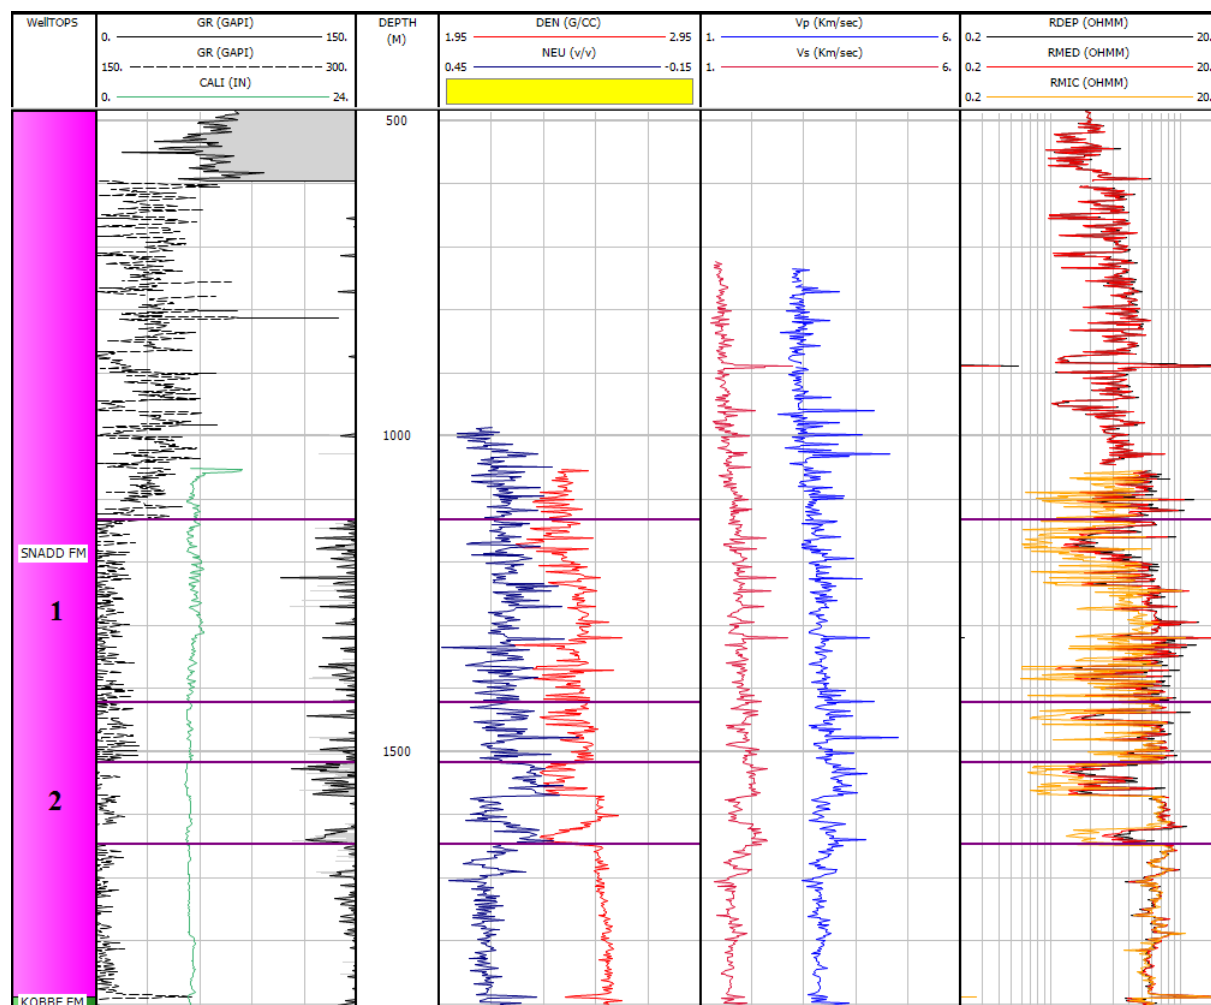 WellTOPS
GR (GAPI)
0. 150.
GR (GAPI)
150. 300.
CALI (IN)
0. 24.
DEPTH
(M)
DEN (G/CC)
1.95 2.95
NEU (v/v)
0.45 -0.15
Vp (Km/sec)
1. 6.
Vs (Km/sec)
1. 6.
RDEP (OHMM)
0.2 20.
RMED (OHMM)
0.2 20.
RMIC (OHMM)
0.2 20.
500
1000
SNADD FM
1
1500
2
KOBBE FM